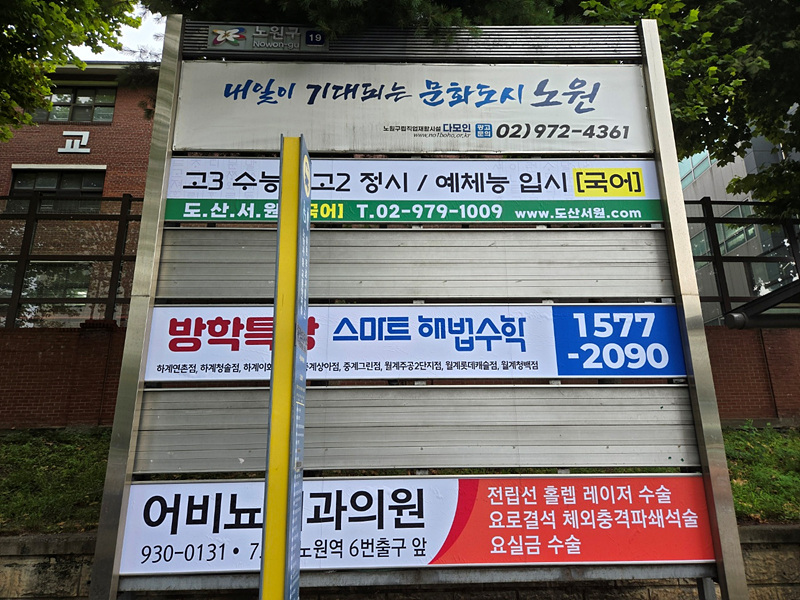 노원구
Nowon-gu
19
교
내일이 기대되는 문화도시 노원
노원구립직업재활시설 다모인 광고문의 02)972-4361
www.no1boho.or.kr
고3 수능 고2 정시 / 예체능 입시 [국어]
도.산.서.원 국어] T.02-979-1009 www.도산서원.com
방학특강 스마트 해법수학
1577
-2090
하계연촌점, 하계청솔점, 하계이 계상아점, 중계그린점, 월계주공2단지점, 월계롯데캐슬점, 월계청백점
어비뇨 과의원
930-0131 • 7 노원역 6번출구 앞
전립선 홀렙 레이저 수술
요로결석 체외충격파쇄석술
요실금 수술